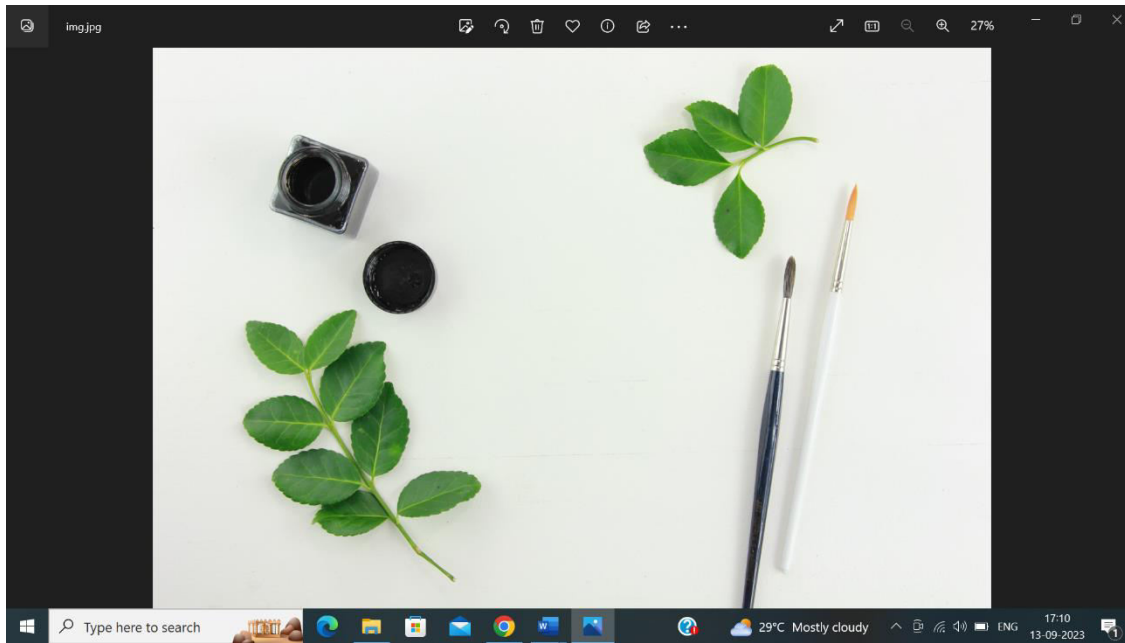 img.jpg
27%
Type here to search
29°C Mostly cloudy
ENG
17:10
13-09-2023